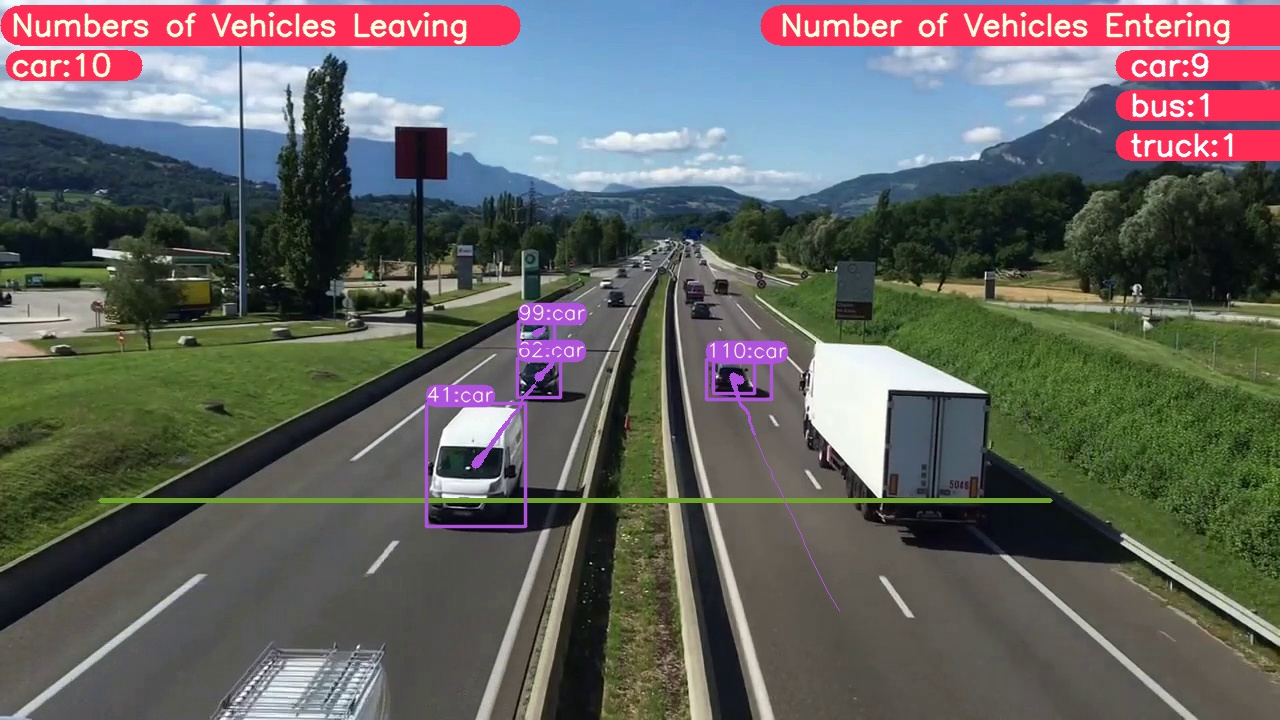 Numbers of Vehicles Leaving
Number of Vehicles Entering
car:10
car:9
bus:1
truck:1
99:car
62:car
110:car
41:car
5046